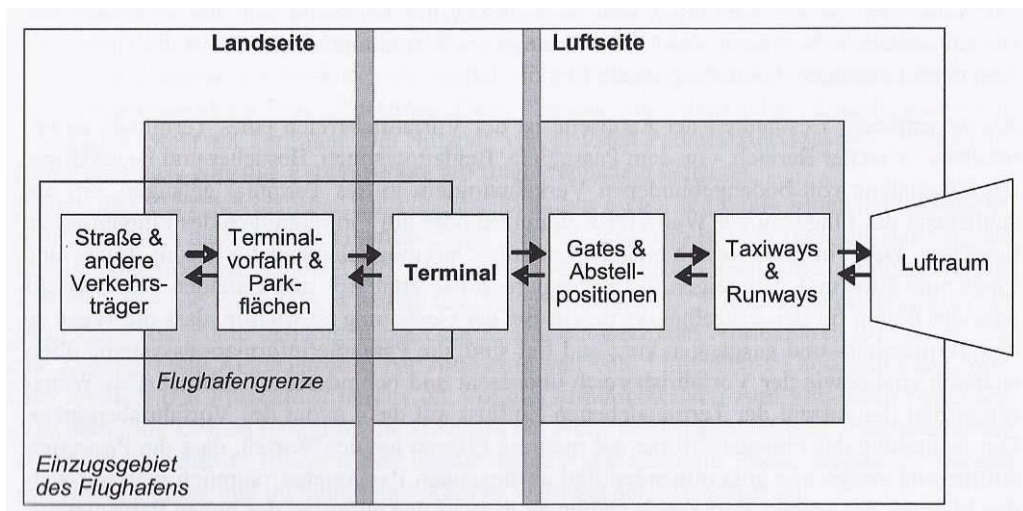 Landseite
Luftseite
Straße &
andere
Verkehrs-
träger
Terminal-
vorfahrt &
Park-
flächen
Terminal
Gates &
Abstell-
positionen
Taxiways
&
Runways
Luftraum
Flughafengrenze
Einzugsgebiet
des Flughafens